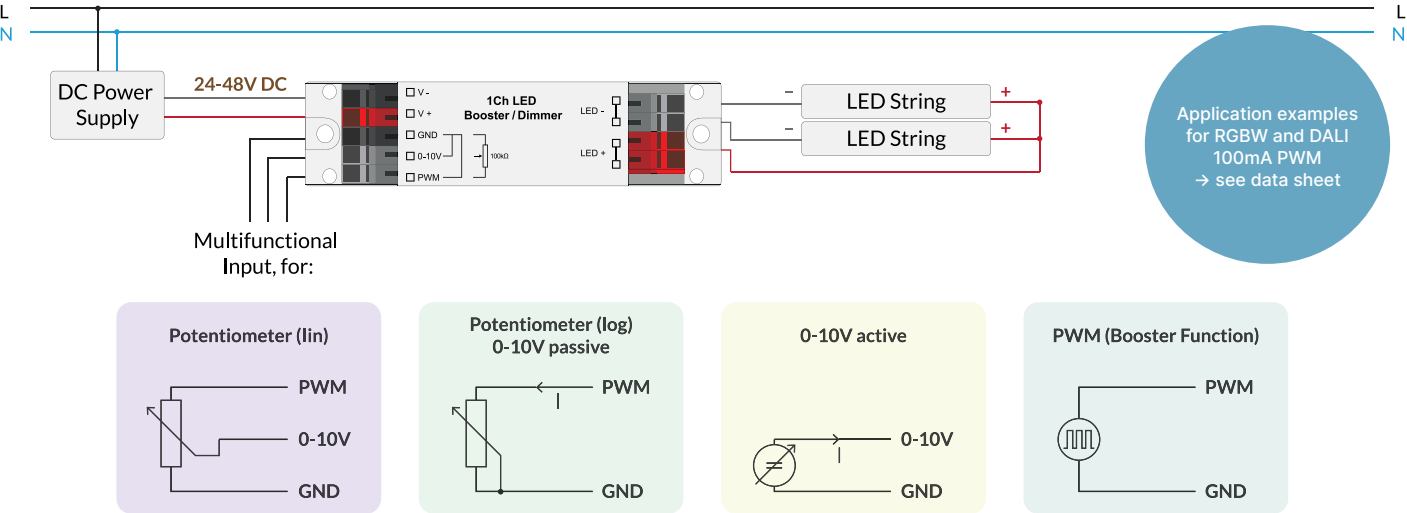 L
L
N
N
DC Power
Supply
24-48V DC
V -
V +
GND
0-10V
PWM
100kΩ
1Ch LED
Booster / Dimmer
LED -
LED +
–
LED String
+
–
LED String
+
Application examples
for RGBW and DALI
100mA PWM
→ see data sheet
Multifunctional
Input, for:
Potentiometer (lin)
PWM
0-10V
GND
Potentiometer (log)
0-10V passive
PWM
I
GND
0-10V active
0-10V
I
GND
PWM (Booster Function)
PWM
GND